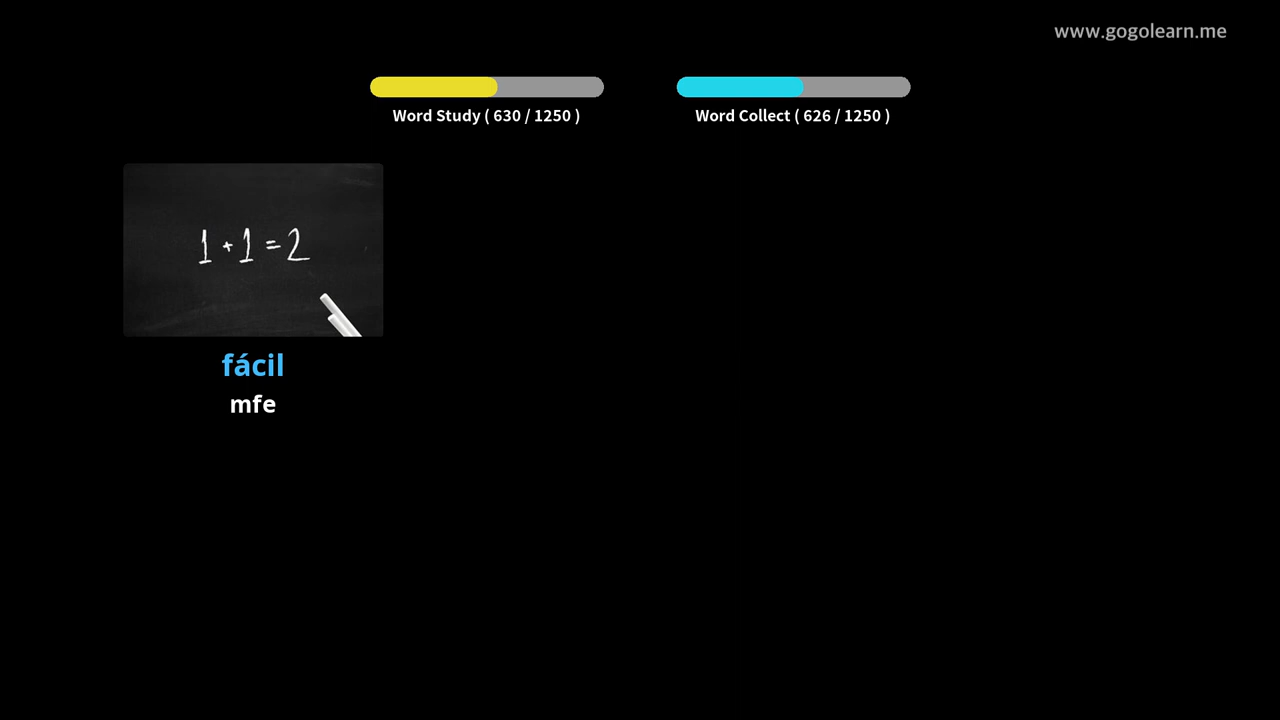 www.gogolearn.me
Word Study ( 630 / 1250 )
Word Collect ( 626 / 1250 )
1 + 1 = 2
fácil
mfe